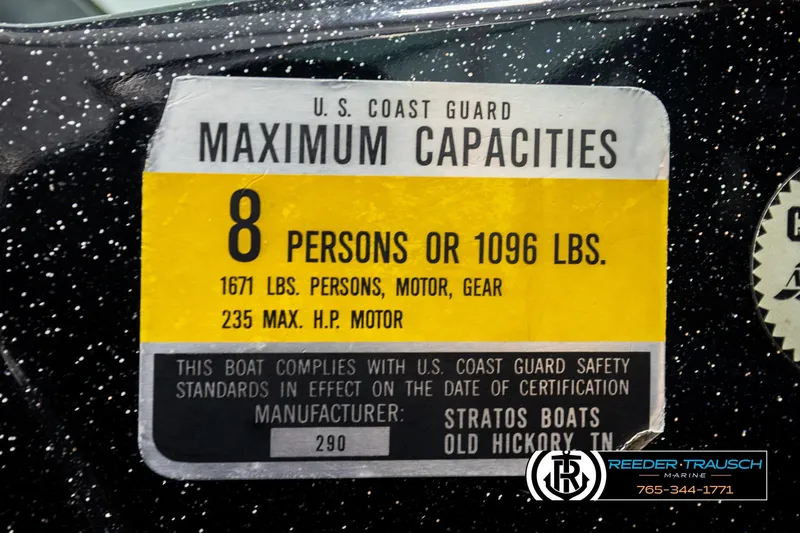 U. S. COAST GUARD
MAXIMUM CAPACITIES
8 PERSONS OR 1096 LBS.
1671 LBS. PERSONS, MOTOR, GEAR
235 MAX. H.P. MOTOR
THIS BOAT COMPLIES WITH U.S. COAST GUARD SAFETY
STANDARDS IN EFFECT ON THE DATE OF CERTIFICATION
MANUFACTURER: STRATOS BOATS
290 OLD HICKORY, TN
REEDER·TRAUSCH
MARINE
765-344-1771